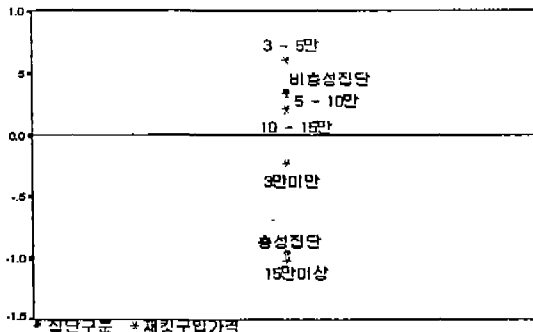 1.0
3 - 5만
.5
비충성집단
5 - 10만
0.0
10 - 15만
3만미만
-.5
충성집단
-1.0
15만이상
-1.5
집단구분
*재킷구입가격